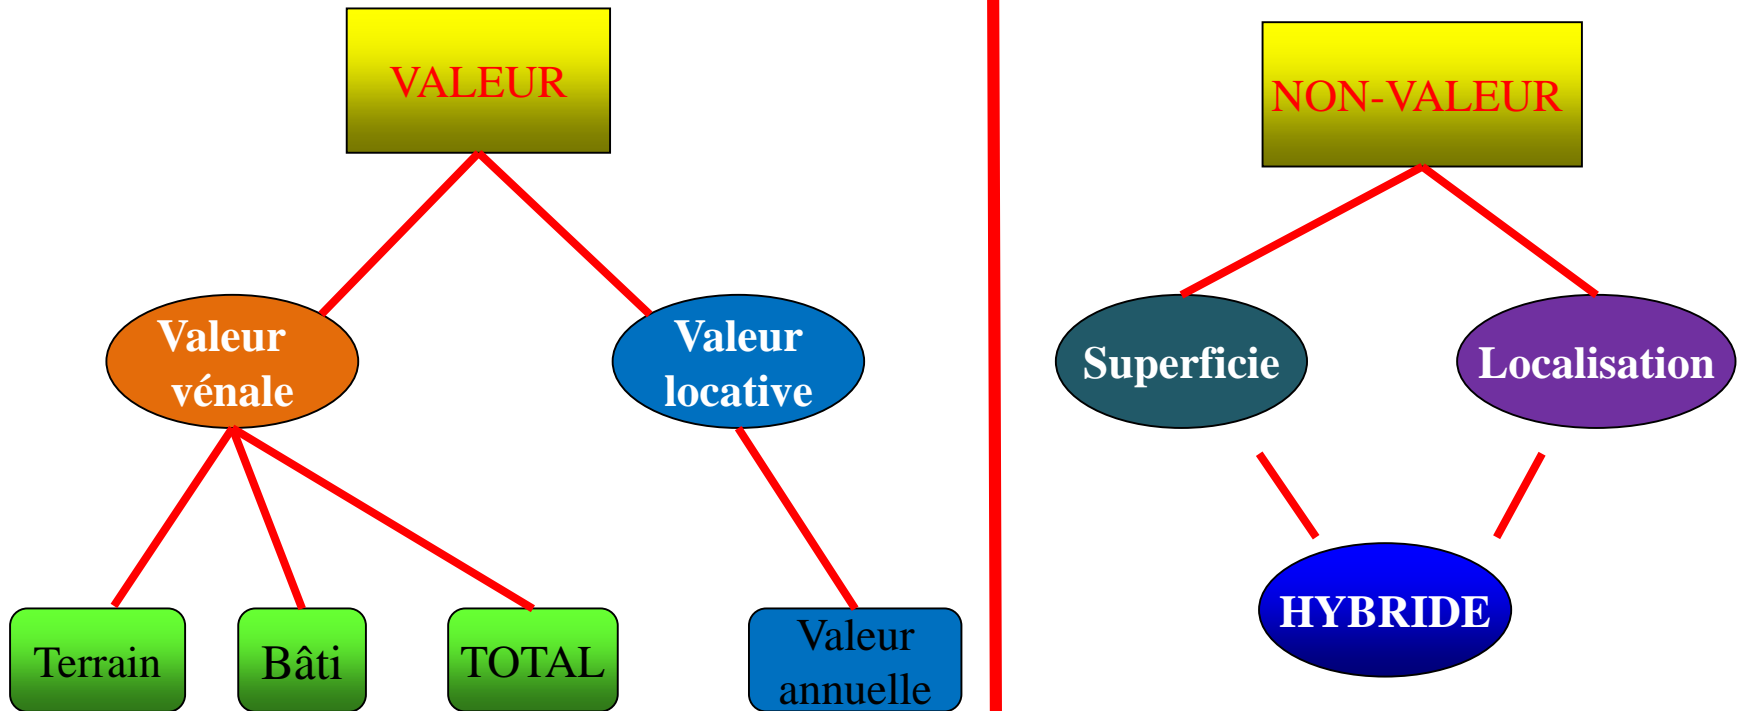 VALEUR
NON-VALEUR
Valeur
vénale
Valeur
locative
Superficie
Localisation
Terrain
Bâti
TOTAL
Valeur
annuelle
HYBRIDE